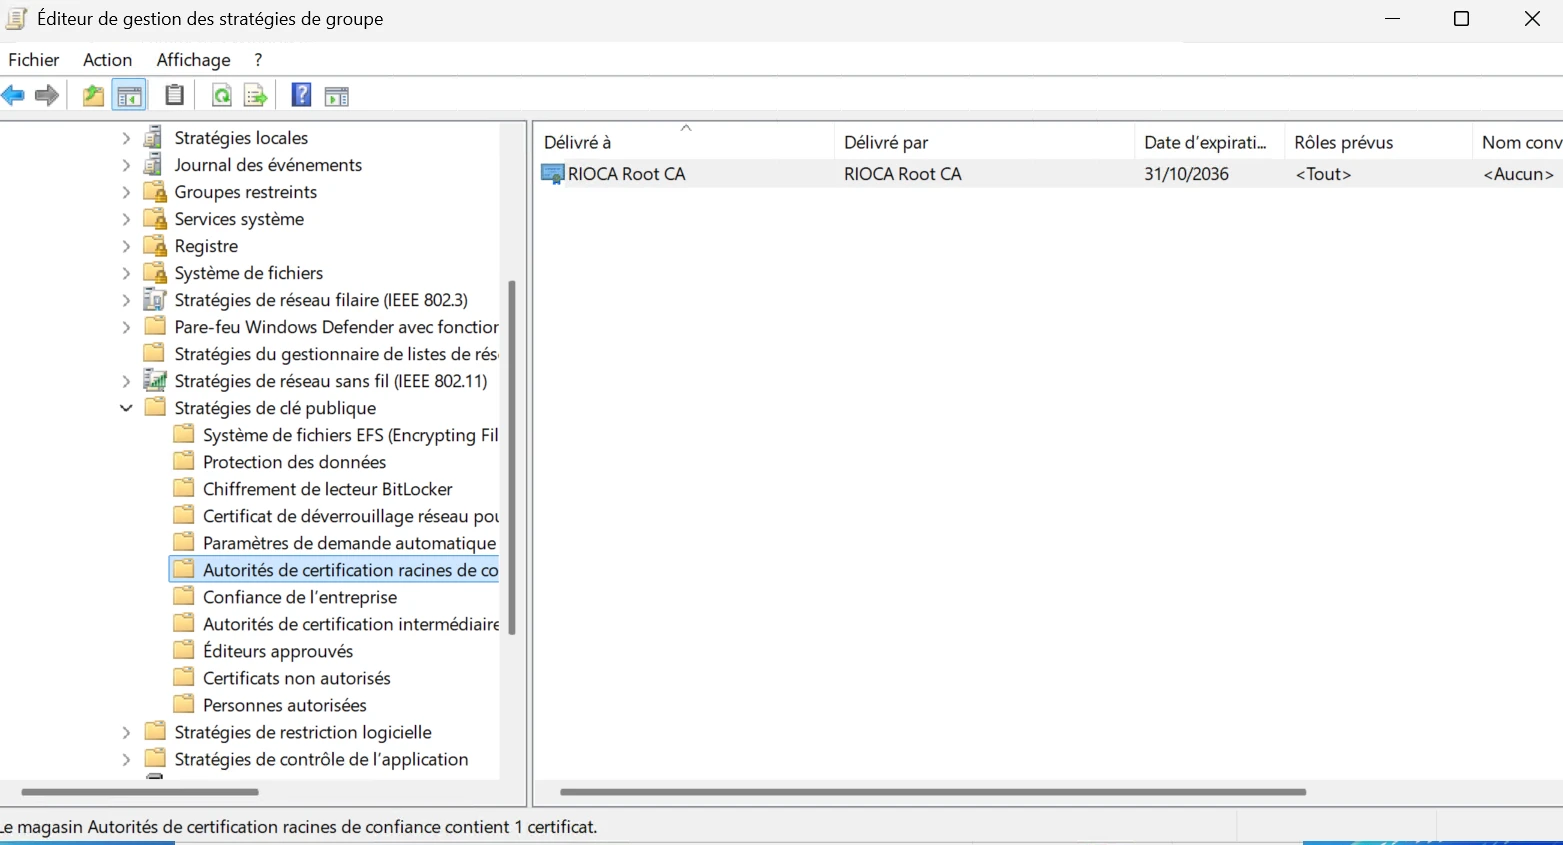 Éditeur de gestion des stratégies de groupe
Fichier Action Affichage ?
Stratégies locales
Journal des événements
Groupes restreints
Services système
Registre
Système de fichiers
Stratégies de réseau filaire (IEEE 802.3)
Pare-feu Windows Defender avec fonction
Stratégies du gestionnaire de listes de rés
Stratégies de réseau sans fil (IEEE 802.11)
Stratégies de clé publique
Système de fichiers EFS (Encrypting Fil
Protection des données
Chiffrement de lecteur BitLocker
Certificat de déverrouillage réseau pou
Paramètres de demande automatique
Autorités de certification racines de co
Confiance de l'entreprise
Autorités de certification intermédiaire
Éditeurs approuvés
Certificats non autorisés
Personnes autorisées
Stratégies de restriction logicielle
Stratégies de contrôle de l'application
Délivré à Délivré par Date d'expirati... Rôles prévus Nom conv
RIOCA Root CA RIOCA Root CA 31/10/2036 <Tout> <Aucun>
Le magasin Autorités de certification racines de confiance contient 1 certificat.